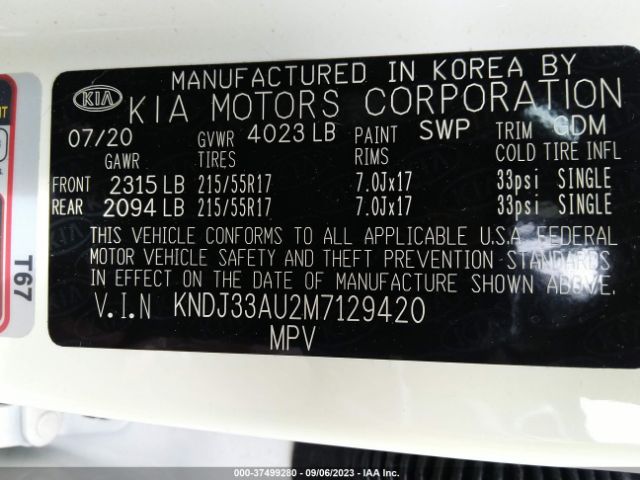 MANUFACTURED IN KOREA BY
KIA KIA MOTORS CORPORATION
07/20 GVWR 4023 LB PAINT SWP TRIM GDM
GAWR TIRES RIMS COLD TIRE INFL
FRONT 2315 LB 215/55R17 7.0Jx17 33psi SINGLE
REAR 2094 LB 215/55R17 7.0Jx17 33psi SINGLE
THIS VEHICLE CONFORMS TO ALL APPLICABLE U.S.A. FEDERAL
MOTOR VEHICLE SAFETY AND THEFT PREVENTION STANDARDS
IN EFFECT ON THE DATE OF MANUFACTURE SHOWN ABOVE.
V.I.N KNDJ33AU2M7129420
MPV
T67
000-37499280 - 09/06/2023 - IAA Inc.